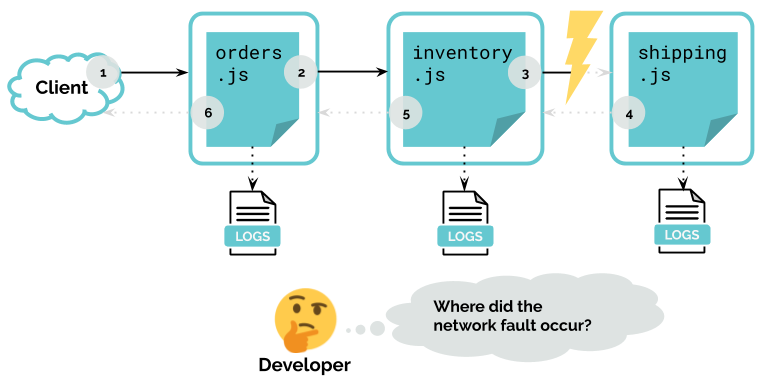 Client
1
orders
.js
2
inventory
.js
3
shipping
.js
6
5
4
LOGS
LOGS
LOGS
Where did the
network fault occur?
Developer